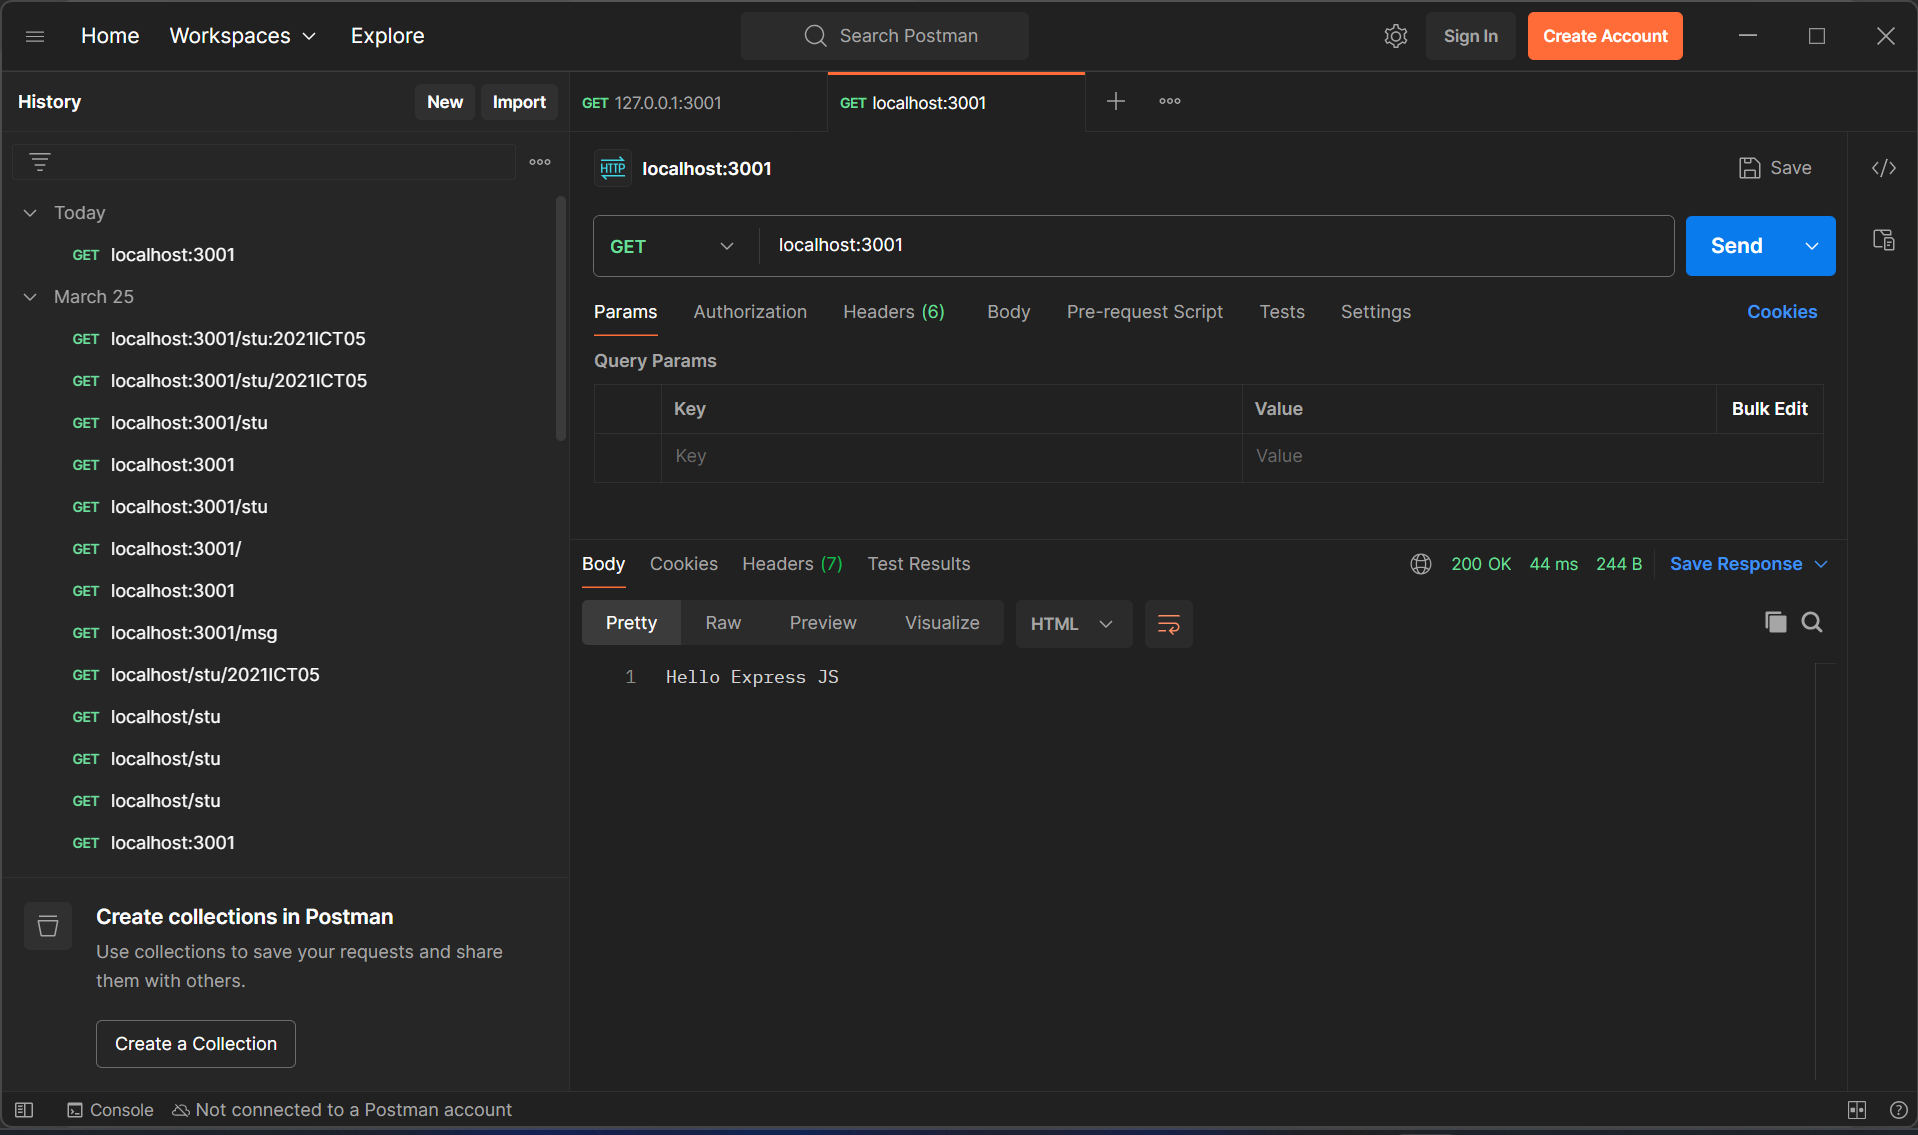 Home Workspaces Explore Search Postman Sign In Create Account
History New Import
Today
GET localhost:3001
March 25
GET localhost:3001/stu:2021ICT05
GET localhost:3001/stu/2021ICT05
GET localhost:3001/stu
GET localhost:3001
GET localhost:3001/stu
GET localhost:3001/
GET localhost:3001
GET localhost:3001/msg
GET localhost/stu/2021ICT05
GET localhost/stu
GET localhost/stu
GET localhost/stu
GET localhost:3001
Create collections in Postman
Use collections to save your requests and share
them with others.
Create a Collection
GET 127.0.0.1:3001 GET localhost:3001
HTTP localhost:3001 Save
GET localhost:3001 Send
Params Authorization Headers (6) Body Pre-request Script Tests Settings Cookies
Query Params
Key Value Bulk Edit
Key Value
Body Cookies Headers (7) Test Results 200 OK 44 ms 244 B Save Response
Pretty Raw Preview Visualize HTML
1 Hello Express JS
Console Not connected to a Postman account